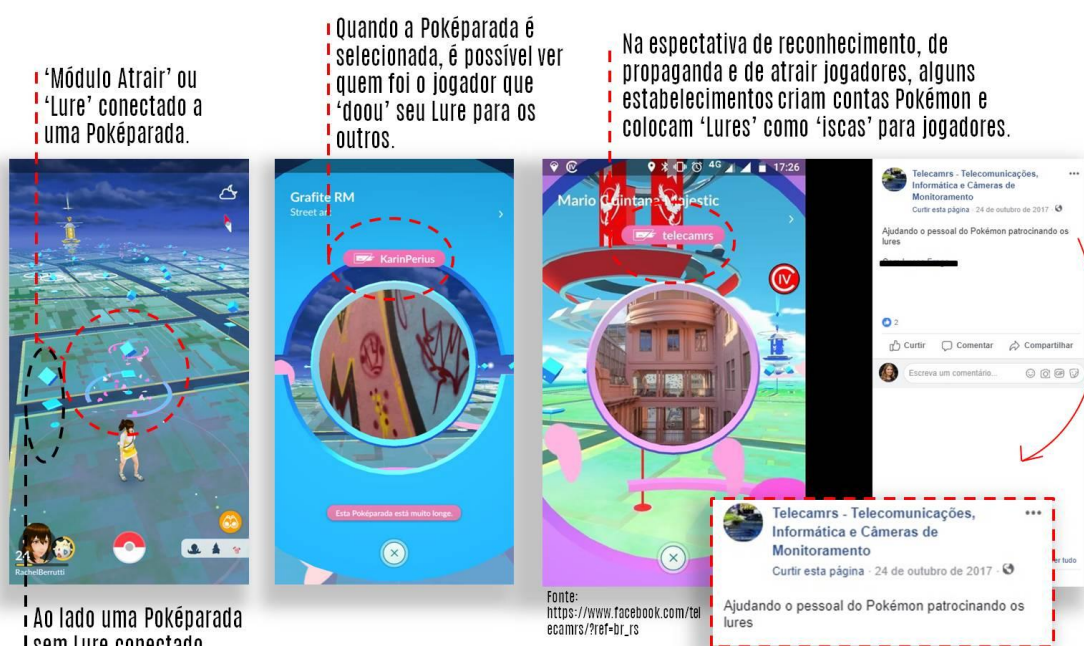 'Módulo Atrair' ou
'Lure' conectado a
uma Poképarada.
Quando a Poképarada é
selecionada, é possível ver
quem foi o jogador que
'doou' seu Lure para os
outros.
Na espectativa de reconhecimento, de
propaganda e de atrair jogadores, alguns
estabelecimentos criam contas Pokémon e
colocam 'Lures' como 'iscas' para jogadores.
RachelBerrutti
Ao lado uma Poképarada
sem Lure conectado
Grafite RM
Street art
KarinPerius
Esta Poképarada está muito longe.
4G 17:26
Mario Quintana Majestic
telecamrs
IV
Fonte:
https://www.facebook.com/tel
ecamrs/?ref=br_rs
Telecamrs - Telecomunicações,
Informática e Câmeras de
Monitoramento
Curtir esta página · 24 de outubro de 2017 ·
Ajudando o pessoal do Pokémon patrocinando os
lures
2
Curtir Comentar Compartilhar
Escreva um comentário...
GIF
tudo
Telecamrs - Telecomunicações,
Informática e Câmeras de
Monitoramento
Curtir esta página · 24 de outubro de 2017 ·
Ajudando o pessoal do Pokémon patrocinando os
lures